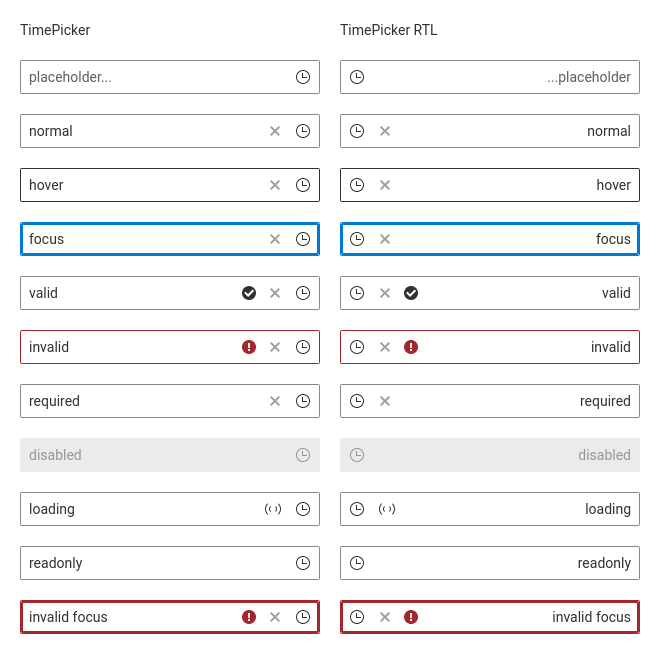 TimePicker
TimePicker RTL
placeholder...
...placeholder
normal
normal
hover
hover
focus
focus
valid
valid
invalid
invalid
required
required
disabled
disabled
loading
loading
readonly
readonly
invalid focus
invalid focus